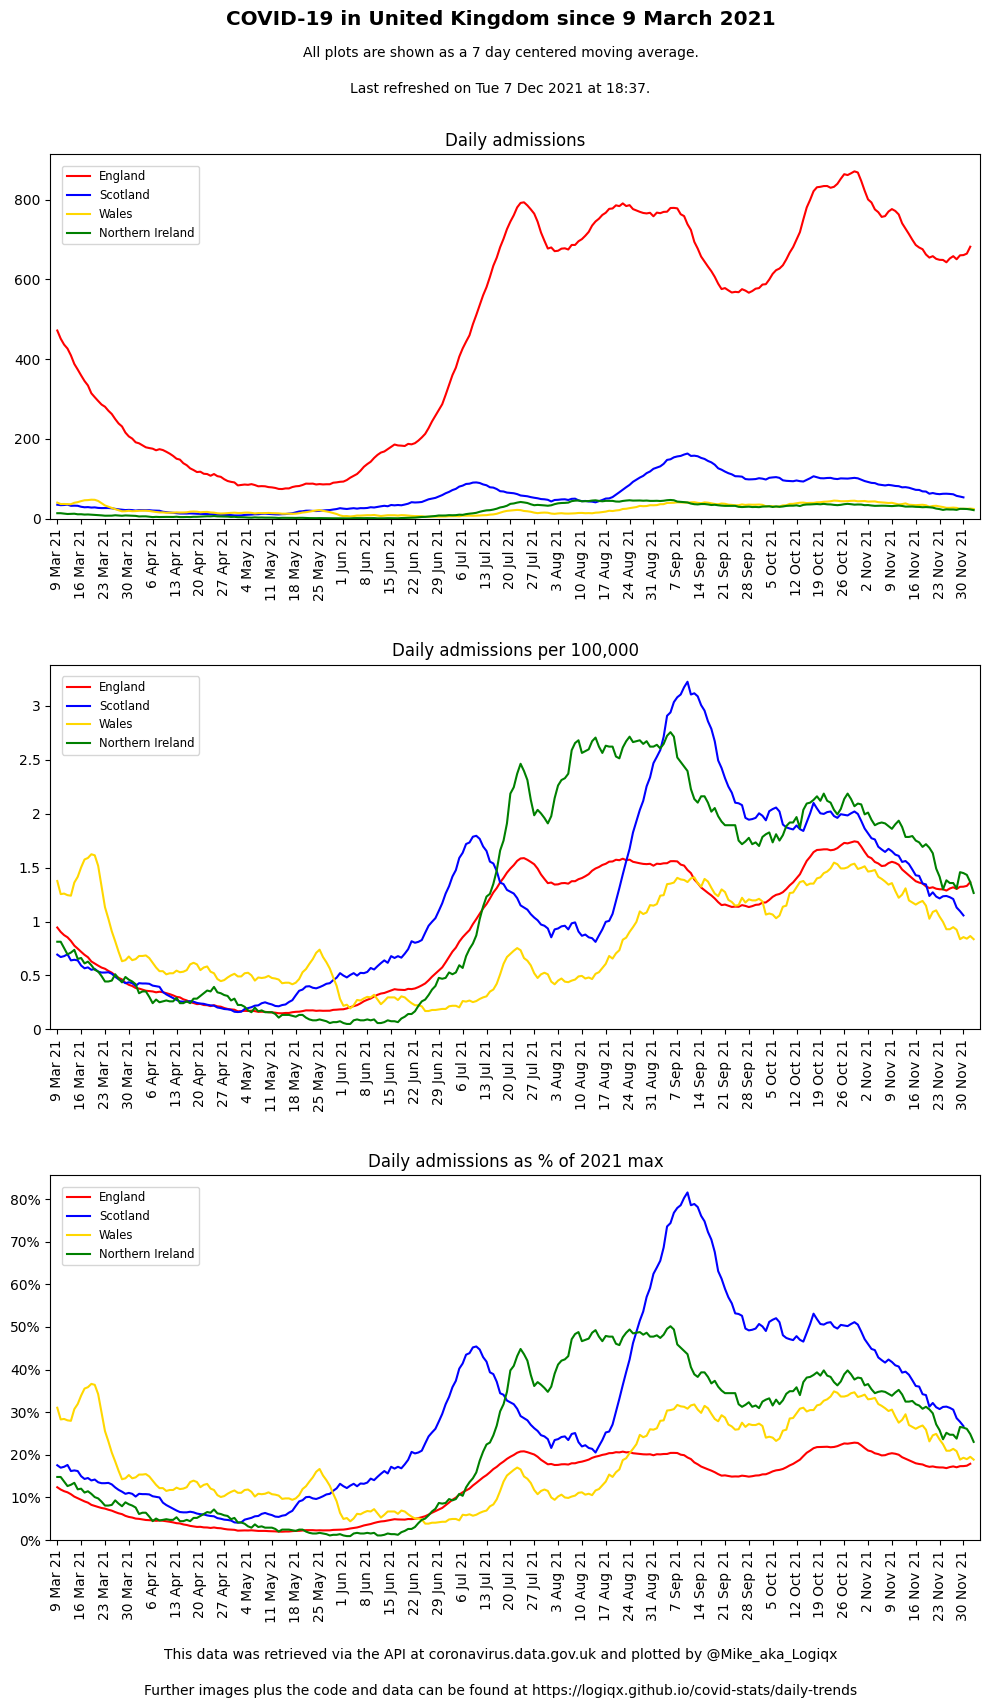 COVID-19 in United Kingdom since 9 March 2021
All plots are shown as a 7 day centered moving average.
Last refreshed on Tue 7 Dec 2021 at 18:37.
Daily admissions
England
Scotland
Wales
Northern Ireland
800
600
400
200
0
9 Mar 21
16 Mar 21
23 Mar 21
30 Mar 21
6 Apr 21
13 Apr 21
20 Apr 21
27 Apr 21
4 May 21
11 May 21
18 May 21
25 May 21
1 Jun 21
8 Jun 21
15 Jun 21
22 Jun 21
29 Jun 21
6 Jul 21
13 Jul 21
20 Jul 21
27 Jul 21
3 Aug 21
10 Aug 21
17 Aug 21
24 Aug 21
31 Aug 21
7 Sep 21
14 Sep 21
21 Sep 21
28 Sep 21
5 Oct 21
12 Oct 21
19 Oct 21
26 Oct 21
2 Nov 21
9 Nov 21
16 Nov 21
23 Nov 21
30 Nov 21
Daily admissions per 100,000
England
Scotland
Wales
Northern Ireland
3
2.5
2
1.5
1
0.5
0
9 Mar 21
16 Mar 21
23 Mar 21
30 Mar 21
6 Apr 21
13 Apr 21
20 Apr 21
27 Apr 21
4 May 21
11 May 21
18 May 21
25 May 21
1 Jun 21
8 Jun 21
15 Jun 21
22 Jun 21
29 Jun 21
6 Jul 21
13 Jul 21
20 Jul 21
27 Jul 21
3 Aug 21
10 Aug 21
17 Aug 21
24 Aug 21
31 Aug 21
7 Sep 21
14 Sep 21
21 Sep 21
28 Sep 21
5 Oct 21
12 Oct 21
19 Oct 21
26 Oct 21
2 Nov 21
9 Nov 21
16 Nov 21
23 Nov 21
30 Nov 21
Daily admissions as % of 2021 max
England
Scotland
Wales
Northern Ireland
80%
70%
60%
50%
40%
30%
20%
10%
0%
9 Mar 21
16 Mar 21
23 Mar 21
30 Mar 21
6 Apr 21
13 Apr 21
20 Apr 21
27 Apr 21
4 May 21
11 May 21
18 May 21
25 May 21
1 Jun 21
8 Jun 21
15 Jun 21
22 Jun 21
29 Jun 21
6 Jul 21
13 Jul 21
20 Jul 21
27 Jul 21
3 Aug 21
10 Aug 21
17 Aug 21
24 Aug 21
31 Aug 21
7 Sep 21
14 Sep 21
21 Sep 21
28 Sep 21
5 Oct 21
12 Oct 21
19 Oct 21
26 Oct 21
2 Nov 21
9 Nov 21
16 Nov 21
23 Nov 21
30 Nov 21
This data was retrieved via the API at coronavirus.data.gov.uk and plotted by @Mike_aka_Logiqx
Further images plus the code and data can be found at https://logiqx.github.io/covid-stats/daily-trends